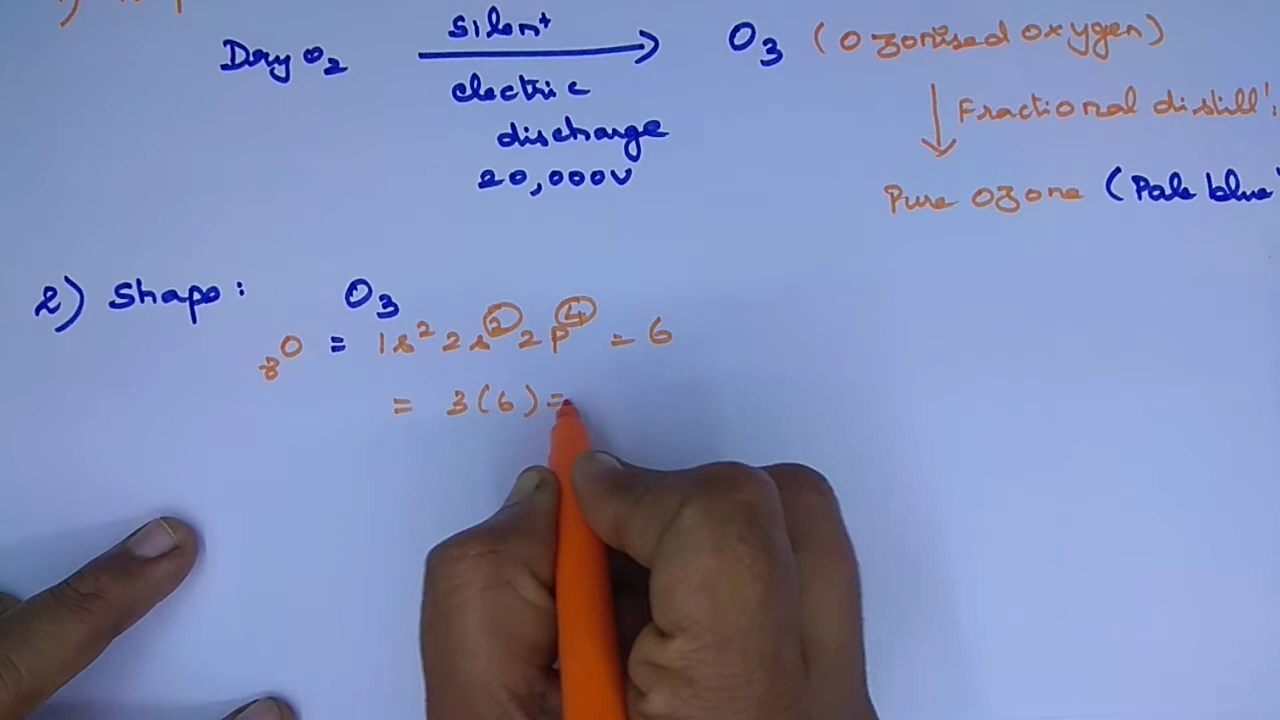 Dry O₂ silent O₃ (Ozonised oxygen)
electric
discharge
20,000V
Fractional distill'
Pure ozone (Pale blue
2) Shape: O₃
₈O = 1s² 2s² 2p⁴ = 6
= 3(6) =